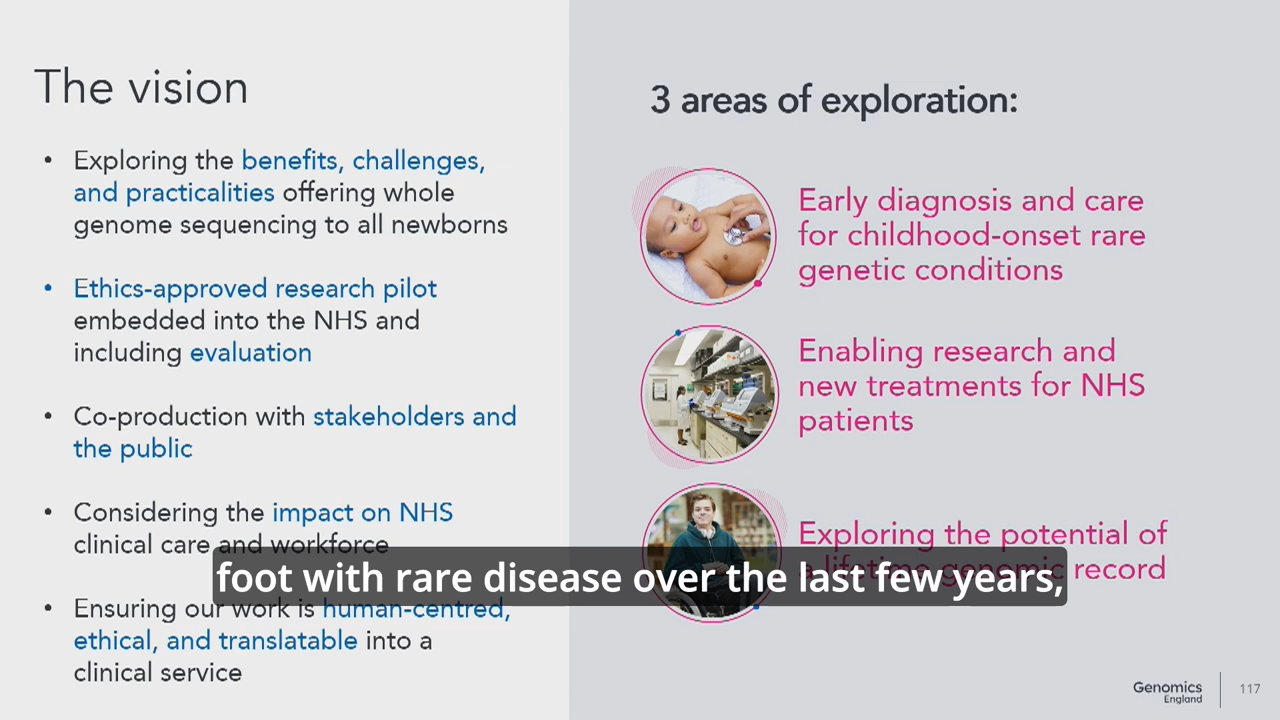 The vision
• Exploring the benefits, challenges,
and practicalities offering whole
genome sequencing to all newborns
• Ethics-approved research pilot
embedded into the NHS and
including evaluation
• Co-production with stakeholders and
the public
• Considering the impact on NHS
clinical care and workforce
• Ensuring our work is human-centred,
ethical, and translatable into a
clinical service
3 areas of exploration:
Early diagnosis and care
for childhood-onset rare
genetic conditions
Enabling research and
new treatments for NHS
patients
Exploring the potential of
a lifetime genomic record
foot with rare disease over the last few years,
Genomics
England
117